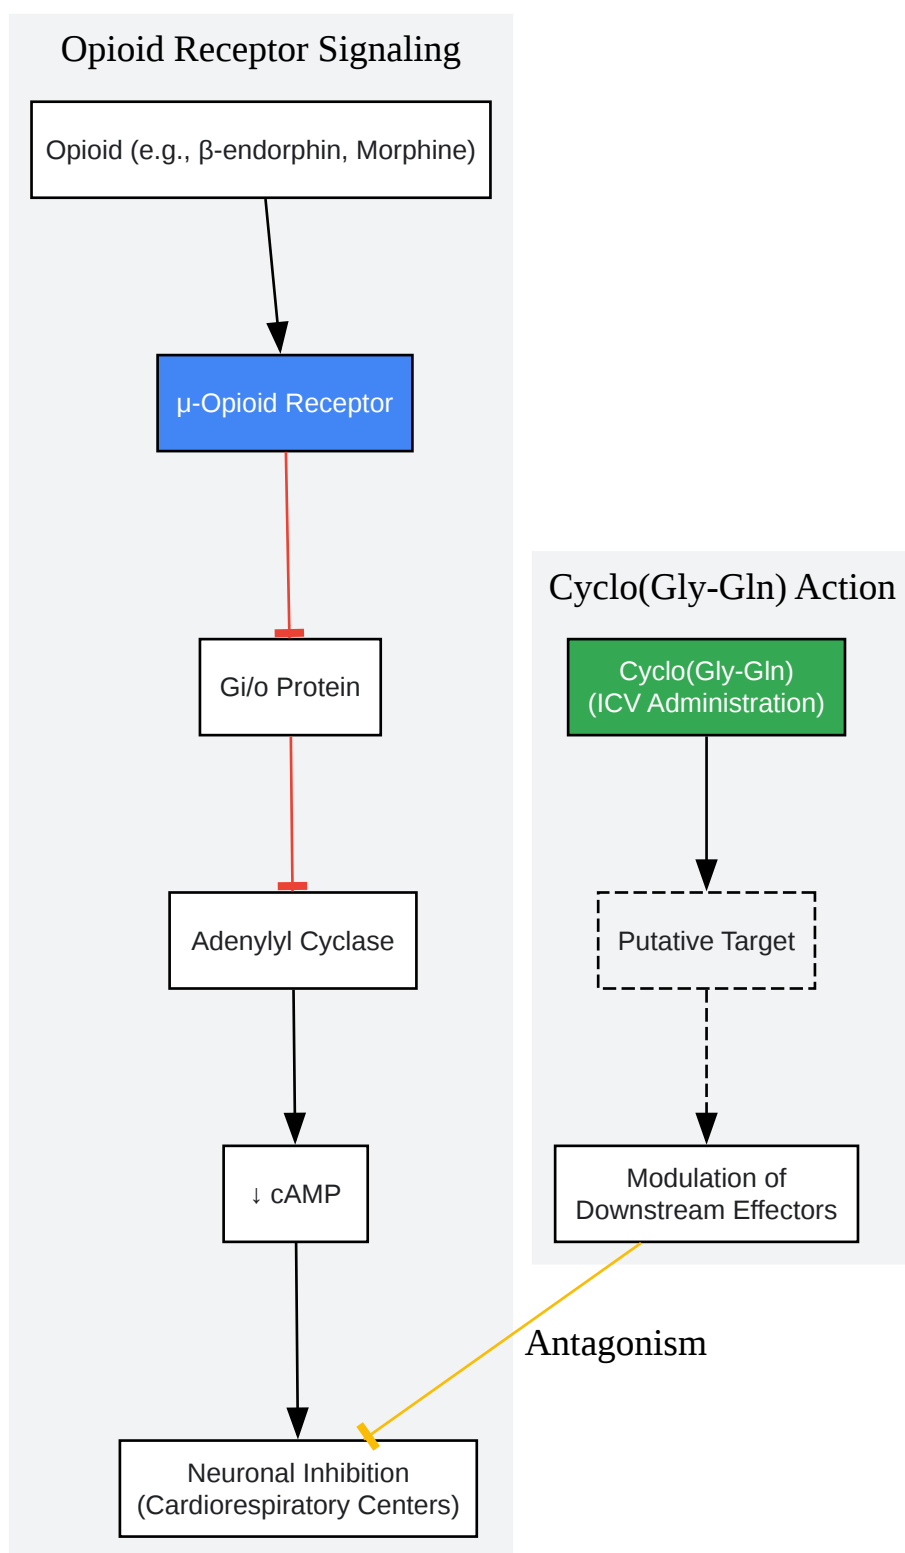 Opioid Receptor Signaling
Opioid (e.g., β-endorphin, Morphine)
μ-Opioid Receptor
Gi/o Protein
Adenylyl Cyclase
↓ cAMP
Neuronal Inhibition
(Cardiorespiratory Centers)
Cyclo(Gly-Gln) Action
Cyclo(Gly-Gln)
(ICV Administration)
Putative Target
Modulation of
Downstream Effectors
Antagonism